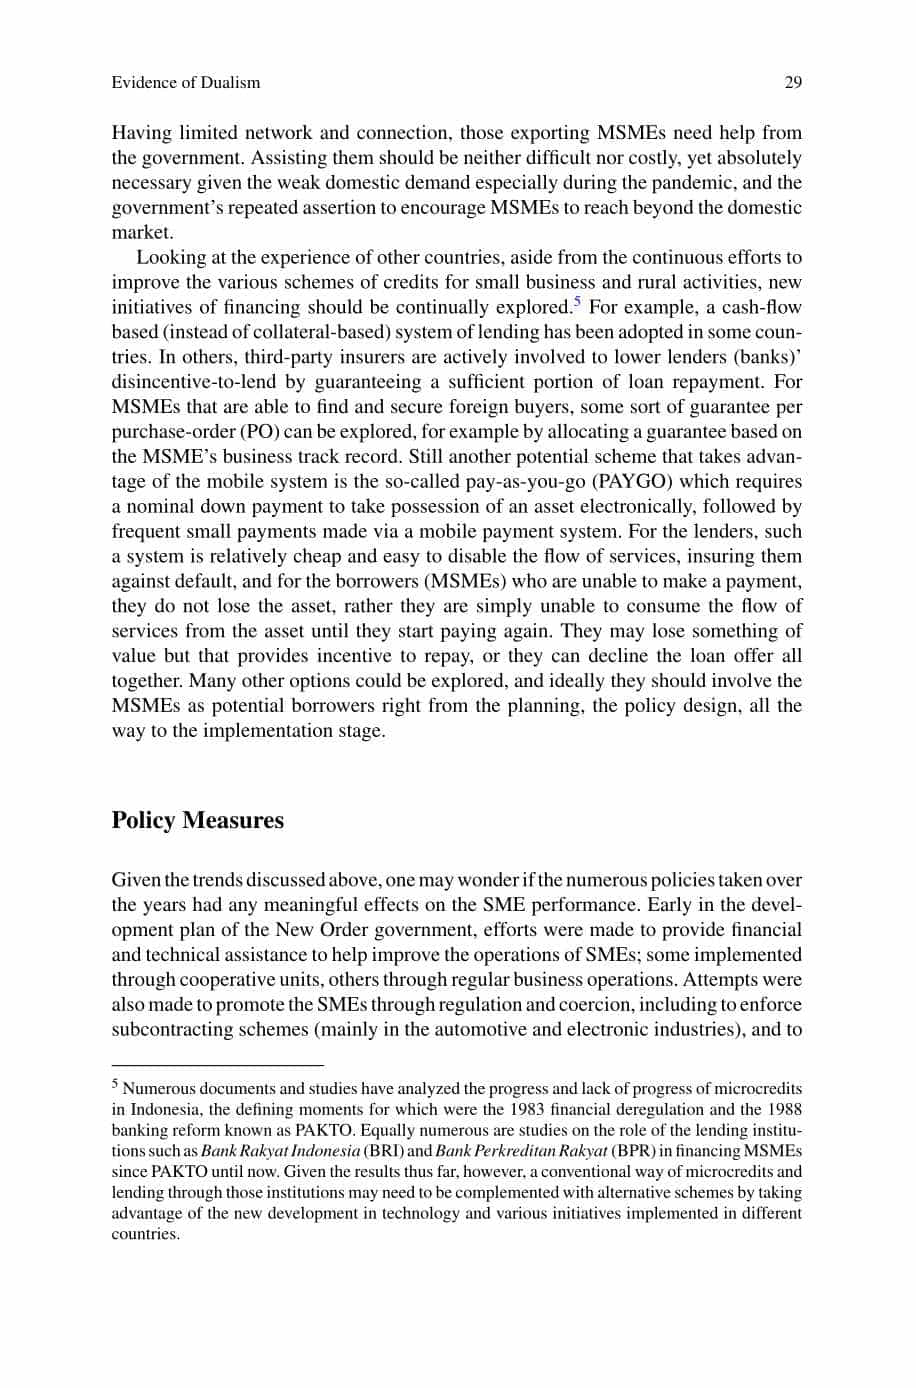 Evidence of Dualism 29
Having limited network and connection, those exporting MSMEs need help from
the government. Assisting them should be neither difficult nor costly, yet absolutely
necessary given the weak domestic demand especially during the pandemic, and the
government’s repeated assertion to encourage MSMEs to reach beyond the domestic
market.
Looking at the experience of other countries, aside from the continuous efforts to
improve the various schemes of credits for small business and rural activities, new
initiatives of financing should be continually explored.5 For example, a cash-flow
based (instead of collateral-based) system of lending has been adopted in some coun-
tries. In others, third-party insurers are actively involved to lower lenders (banks)’
disincentive-to-lend by guaranteeing a sufficient portion of loan repayment. For
MSMEs that are able to find and secure foreign buyers, some sort of guarantee per
purchase-order (PO) can be explored, for example by allocating a guarantee based on
the MSME’s business track record. Still another potential scheme that takes advan-
tage of the mobile system is the so-called pay-as-you-go (PAYGO) which requires
a nominal down payment to take possession of an asset electronically, followed by
frequent small payments made via a mobile payment system. For the lenders, such
a system is relatively cheap and easy to disable the flow of services, insuring them
against default, and for the borrowers (MSMEs) who are unable to make a payment,
they do not lose the asset, rather they are simply unable to consume the flow of
services from the asset until they start paying again. They may lose something of
value but that provides incentive to repay, or they can decline the loan offer all
together. Many other options could be explored, and ideally they should involve the
MSMEs as potential borrowers right from the planning, the policy design, all the
way to the implementation stage.
Policy Measures
Given the trends discussed above, one may wonder if the numerous policies taken over
the years had any meaningful effects on the SME performance. Early in the devel-
opment plan of the New Order government, efforts were made to provide financial
and technical assistance to help improve the operations of SMEs; some implemented
through cooperative units, others through regular business operations. Attempts were
also made to promote the SMEs through regulation and coercion, including to enforce
subcontracting schemes (mainly in the automotive and electronic industries), and to
5 Numerous documents and studies have analyzed the progress and lack of progress of microcredits
in Indonesia, the defining moments for which were the 1983 financial deregulation and the 1988
banking reform known as PAKTO. Equally numerous are studies on the role of the lending institu-
tions such as Bank Rakyat Indonesia (BRI) and Bank Perkreditan Rakyat (BPR) in financing MSMEs
since PAKTO until now. Given the results thus far, however, a conventional way of microcredits and
lending through those institutions may need to be complemented with alternative schemes by taking
advantage of the new development in technology and various initiatives implemented in different
countries.